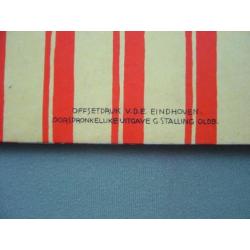 OFFSETDRUK V.D.E. EINDHOVEN.
OORSPRONKELIJKE UITGAVE G STALLING OLDB.